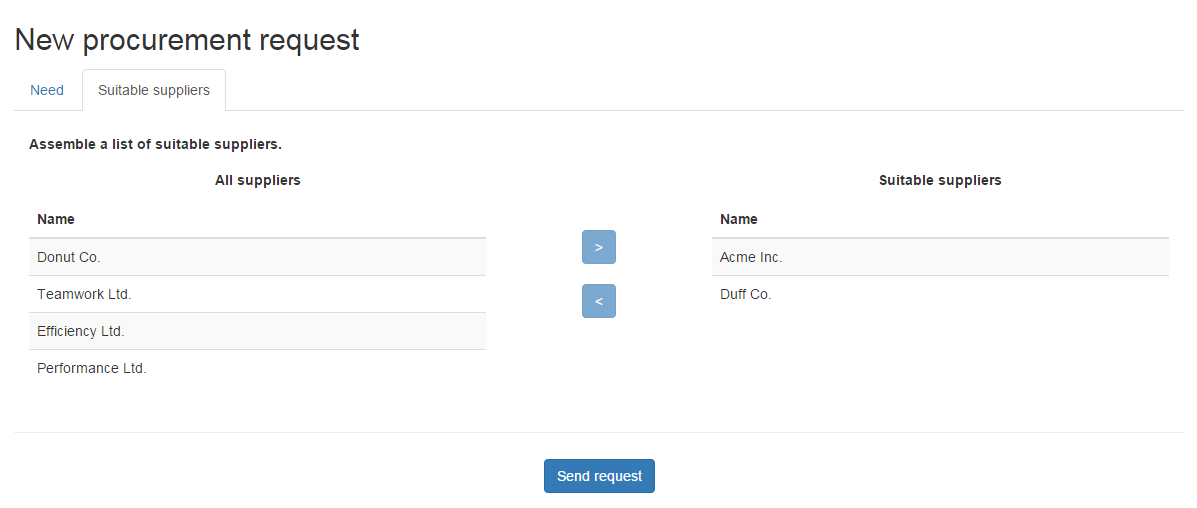 New procurement request
Need
Suitable suppliers
Assemble a list of suitable suppliers.
All suppliers
Name
Donut Co.
Teamwork Ltd.
Efficiency Ltd.
Performance Ltd.
>
<
Suitable suppliers
Name
Acme Inc.
Duff Co.
Send request